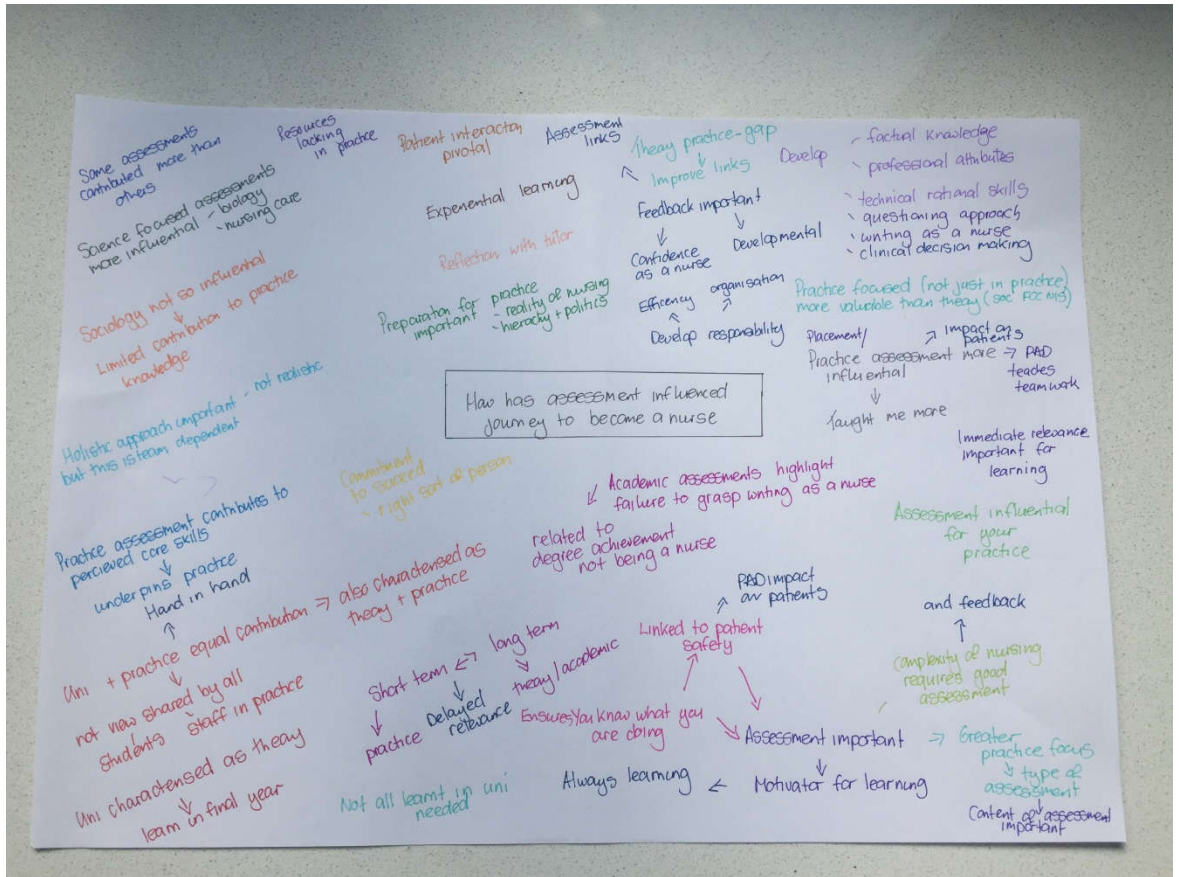 Some assessments
contributed more than
others
Resources
lacking
in practice
Patient interaction
pivotal
Assessment
links
Theory practice-gap
↓
Improve links
Develop
- factual knowledge
professional attributes
technical rational skills
questioning approach
writing as a nurse
clinical decision making
Science focused assessments
more influential - biology
nursing care
Experiential learning
Feedback important
Confidence
as a nurse
Developmental
Sociology not so influential
↓
Limited contribution to practice
knowledge
Reflection with tutor
Preparation for practice
important - reality of nursing
hierachy + politics
Efficency
organisation
Develop responsibility
Practice focused (not just in practice)
more valuable than theory (soc
Placement/
Practice assessment more → PAD
influential
teaches
teamwork
Impact on
patients
Taught me more
How has assessment influenced
journey to become a nurse
Holistic approach important - not realistic
but this is team dependent
Commitment
to succeed
right sort of person
Immediate relevance
important for
learning
Academic assessments highlight
failure to grasp writing as a nurse
related to
degree achievement
not being a nurse
Assessment influential
for your
practice
Practice assessment contributes to
percieved core skills
↓
underpins practice
Hand in hand
↑
Uni + practice equal contribution → also characterised as
theory + practice
not view shared by all
students staff in practice
PAD impact
on patients
Linked to patient
safety
and feedback
Complexity of nursing
requires good
assessment
Short term ↔ long term
theory/academic
Delayed
relevance
practice
Ensures You know what you
are doing
Uni characterised as theory
↓
learn in final year
Not all learnt in uni
needed
Assessment important → Greater
practice focus
↓ type of
assessment
Always learning ← Motivator for learning
Content of assessment
important